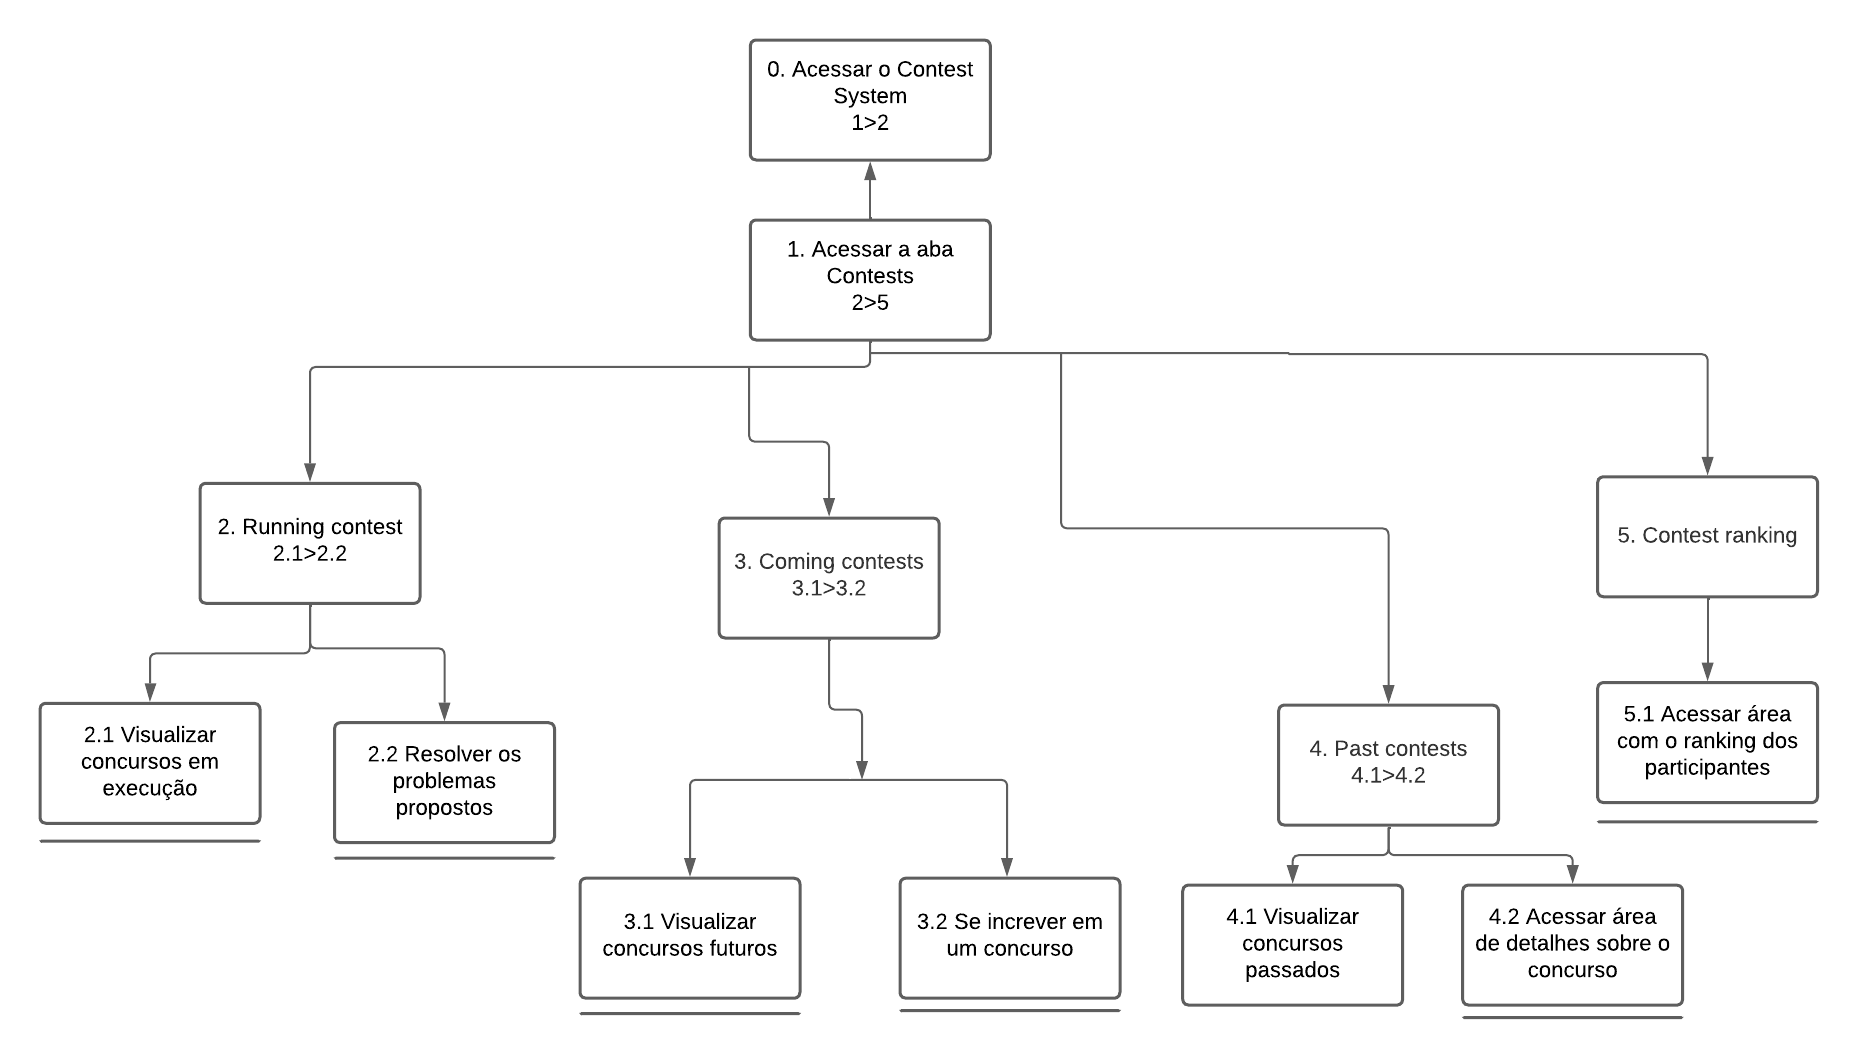 0. Acessar o Contest
System
1>2
1. Acessar a aba
Contests
2>5
2. Running contest
2.1>2.2
3. Coming contests
3.1>3.2
4. Past contests
4.1>4.2
5. Contest ranking
2.1 Visualizar
concursos em
execução
2.2 Resolver os
problemas
propostos
3.1 Visualizar
concursos futuros
3.2 Se increver em
um concurso
4.1 Visualizar
concursos
passados
4.2 Acessar área
de detalhes sobre o
concurso
5.1 Acessar área
com o ranking dos
participantes